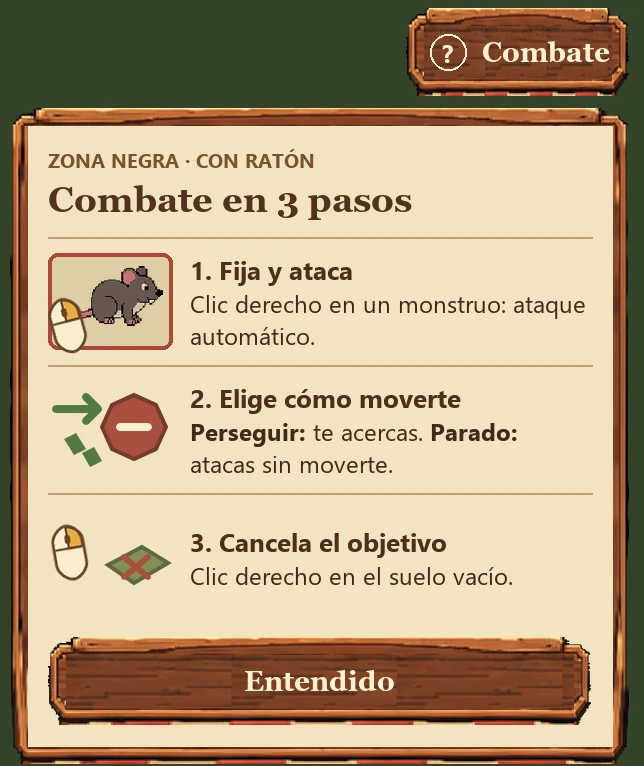 ? Combate
ZONA NEGRA · CON RATÓN
Combate en 3 pasos
1. Fija y ataca
Clic derecho en un monstruo: ataque
automático.
2. Elige cómo moverte
Perseguir: te acercas. Parado:
atacas sin moverte.
3. Cancela el objetivo
Clic derecho en el suelo vacío.
Entendido